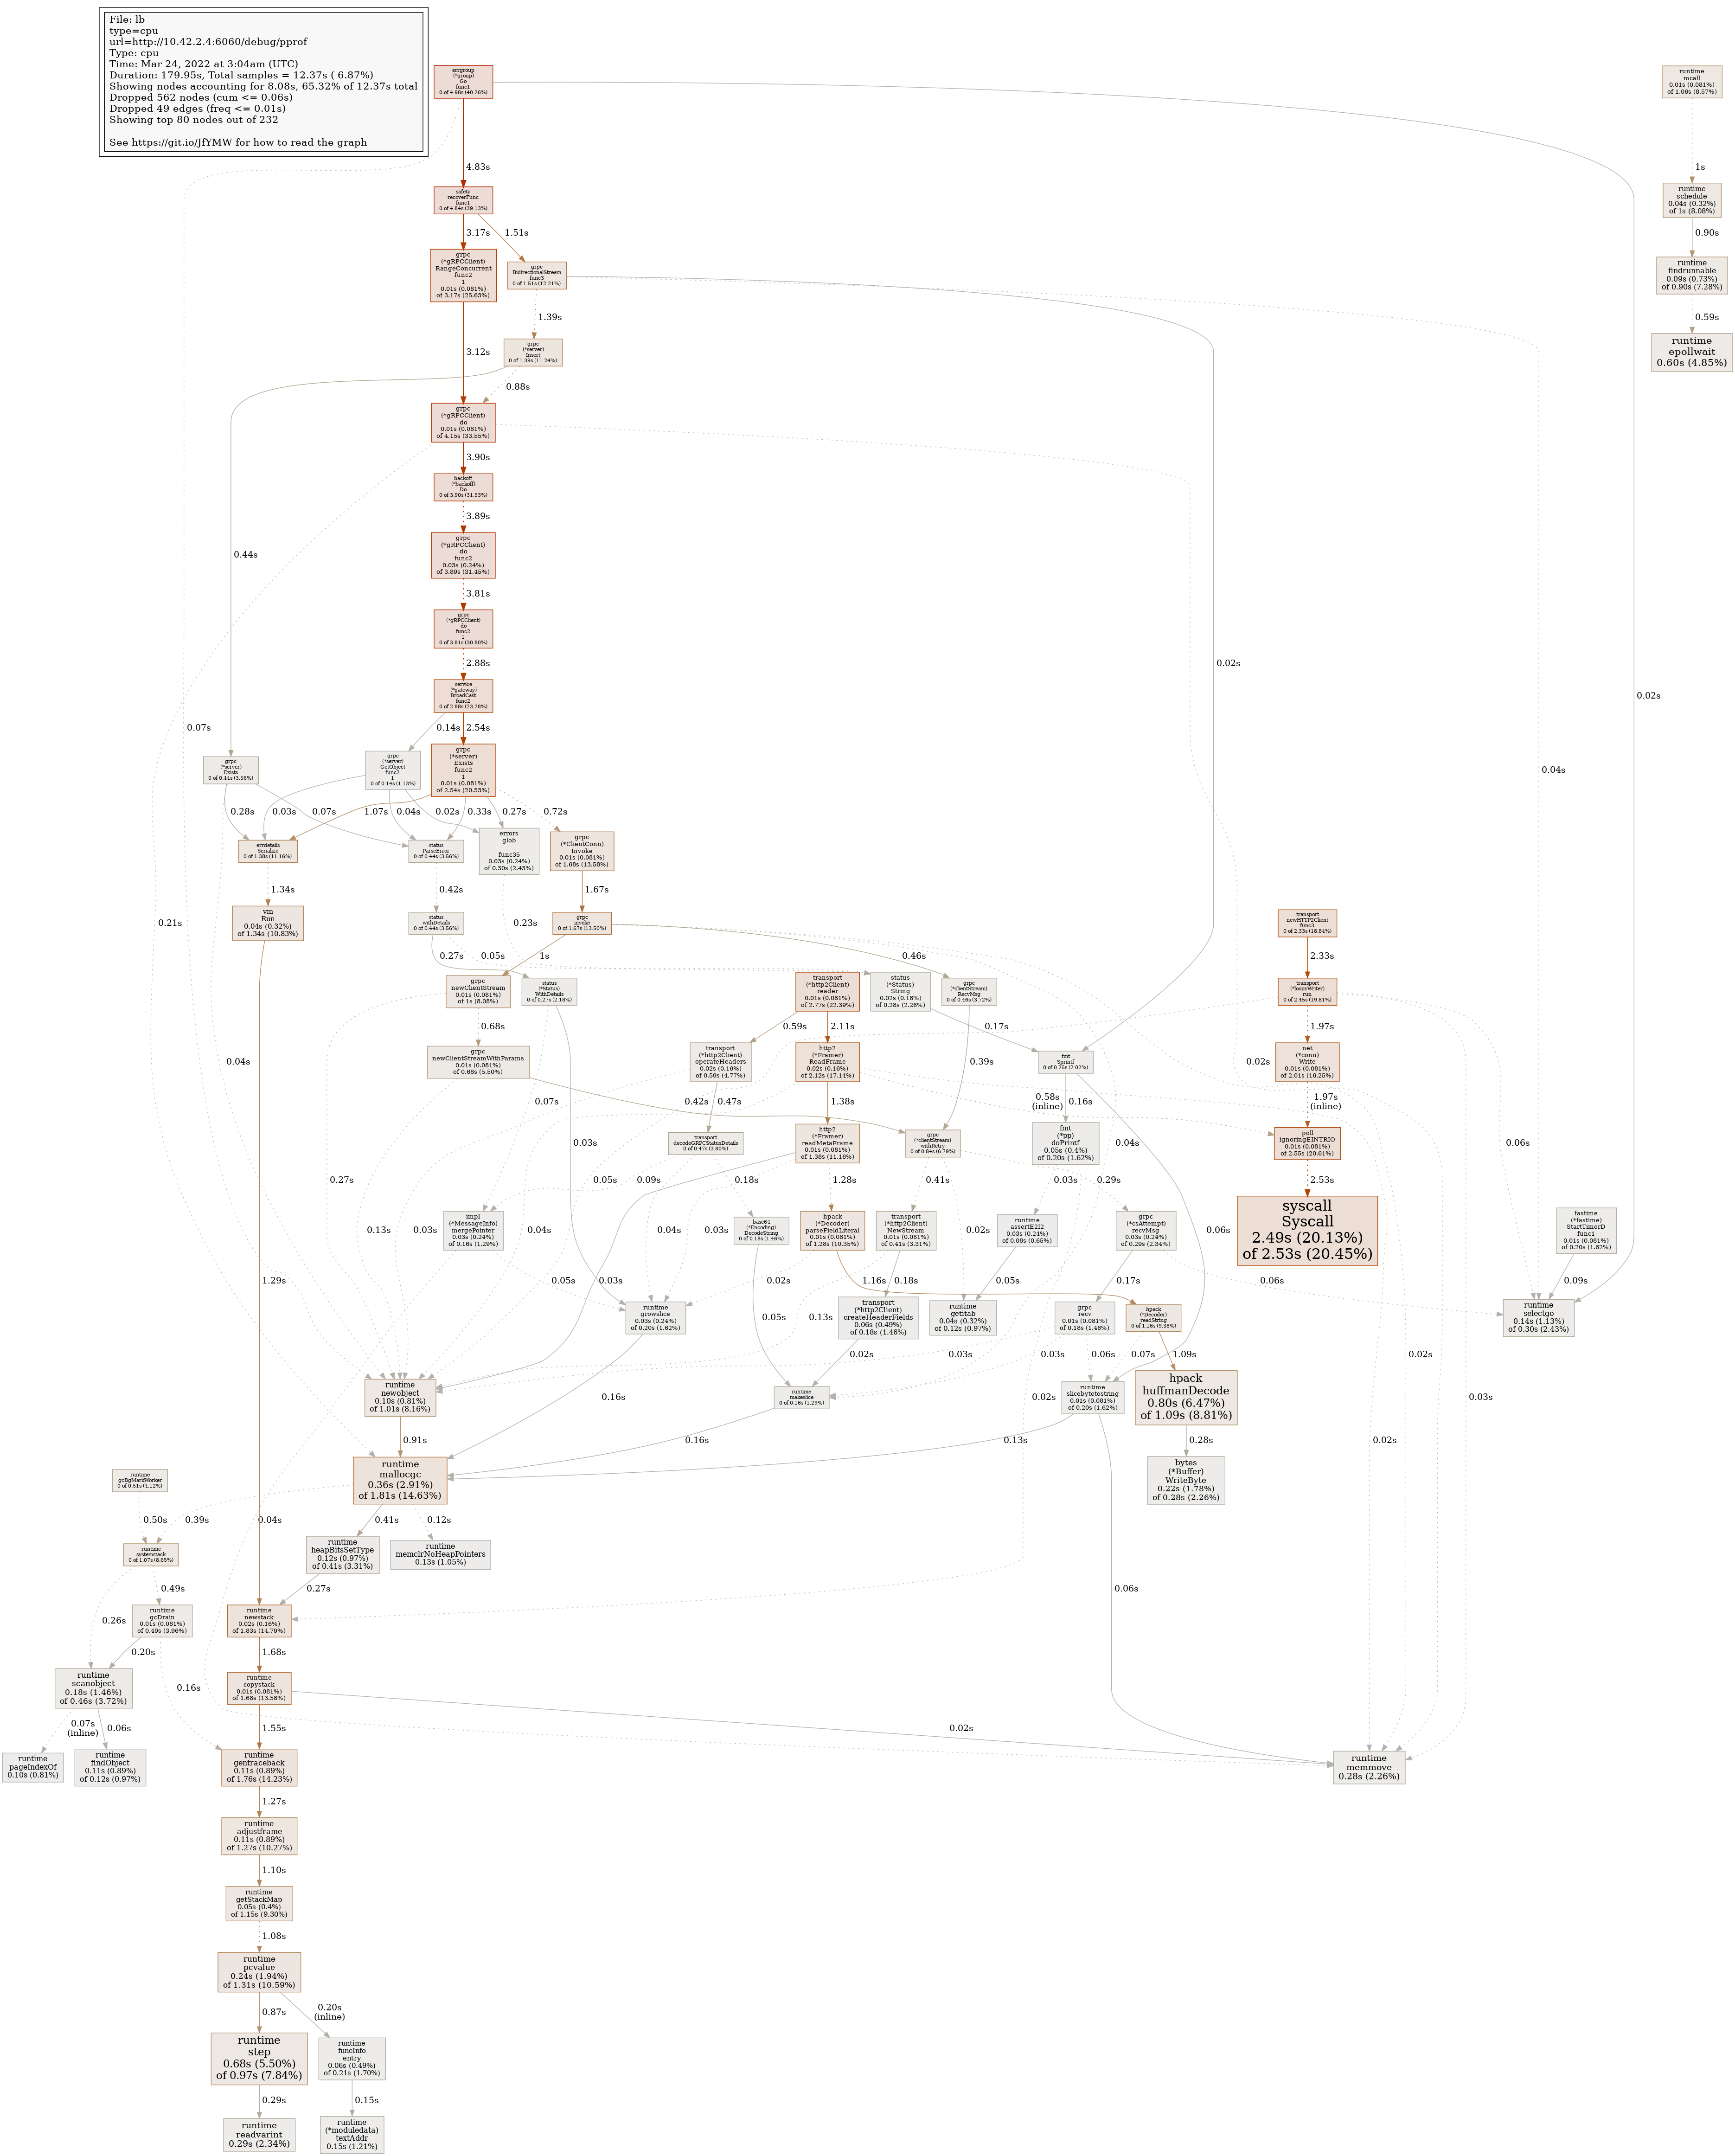 File: lb
type=cpu
url=http://10.42.2.4:6060/debug/pprof
Type: cpu
Time: Mar 24, 2022 at 3:04am (UTC)
Duration: 179.95s, Total samples = 12.37s ( 6.87%)
Showing nodes accounting for 8.08s, 65.32% of 12.37s total
Dropped 562 nodes (cum <= 0.06s)
Dropped 49 edges (freq <= 0.01s)
Showing top 80 nodes out of 232
See https://git.io/JfYMW for how to read the graph
errgroup
(*group)
Go
func1
0 of 4.98s (40.26%)
runtime
mcall
0.01s (0.081%)
of 1.06s (8.57%)
4.83s
1s
safety
recoverFunc
func1
0 of 4.84s (39.13%)
runtime
schedule
0.04s (0.32%)
of 1s (8.08%)
3.17s
1.51s
0.90s
grpc
(*gRPCClient)
RangeConcurrent
func2
1
0.01s (0.081%)
of 3.17s (25.63%)
grpc
BidirectionalStream
func3
0 of 1.51s (12.21%)
runtime
findrunnable
0.09s (0.73%)
of 0.90s (7.28%)
1.39s
0.59s
3.12s
grpc
(*server)
Insert
0 of 1.39s (11.24%)
runtime
epollwait
0.60s (4.85%)
0.88s
grpc
(*gRPCClient)
do
0.01s (0.081%)
of 4.15s (33.55%)
3.90s
backoff
(*backoff)
Do
0 of 3.90s (31.53%)
3.89s
grpc
(*gRPCClient)
do
func2
0.03s (0.24%)
of 3.89s (31.45%)
0.44s
3.81s
grpc
(*gRPCClient)
do
func2
1
0 of 3.81s (30.80%)
2.88s
0.02s
service
(*gateway)
BroadCast
func2
0 of 2.88s (23.28%)
0.02s
0.07s
0.14s
2.54s
grpc
(*server)
Exists
0 of 0.44s (3.56%)
grpc
(*server)
GetObject
func2
1
0 of 0.14s (1.13%)
grpc
(*server)
Exists
func2
1
0.01s (0.081%)
of 2.54s (20.53%)
0.04s
0.28s
0.03s
0.07s
1.07s
0.04s
0.02s
0.33s
0.27s
0.72s
errdetails
Serialize
0 of 1.38s (11.16%)
status
ParseError
0 of 0.44s (3.56%)
errors
glob

func35
0.03s (0.24%)
of 0.30s (2.43%)
grpc
(*ClientConn)
Invoke
0.01s (0.081%)
of 1.68s (13.58%)
1.34s
0.42s
1.67s
0.21s
vm
Run
0.04s (0.32%)
of 1.34s (10.83%)
status
withDetails
0 of 0.44s (3.56%)
0.23s
grpc
invoke
0 of 1.67s (13.50%)
transport
newHTTP2Client
func3
0 of 2.33s (18.84%)
0.27s
0.05s
1s
0.46s
2.33s
grpc
newClientStream
0.01s (0.081%)
of 1s (8.08%)
status
(*Status)
WithDetails
0 of 0.27s (2.18%)
transport
(*http2Client)
reader
0.01s (0.081%)
of 2.77s (22.39%)
status
(*Status)
String
0.02s (0.16%)
of 0.28s (2.26%)
grpc
(*clientStream)
RecvMsg
0 of 0.46s (3.72%)
transport
(*loopyWriter)
run
0 of 2.45s (19.81%)
0.68s
0.59s
2.11s
0.17s
1.97s
0.04s
grpc
newClientStreamWithParams
0.01s (0.081%)
of 0.68s (5.50%)
transport
(*http2Client)
operateHeaders
0.02s (0.16%)
of 0.59s (4.77%)
http2
(*Framer)
ReadFrame
0.02s (0.16%)
of 2.12s (17.14%)
0.39s
fmt
Sprintf
0 of 0.25s (2.02%)
0.02s
net
(*conn)
Write
0.01s (0.081%)
of 2.01s (16.25%)
0.07s
0.42s
0.47s
1.38s
0.58s
(inline)
0.16s
1.97s
(inline)
0.03s
transport
decodeGRPCStatusDetails
0 of 0.47s (3.80%)
http2
(*Framer)
readMetaFrame
0.01s (0.081%)
of 1.38s (11.16%)
grpc
(*clientStream)
withRetry
0 of 0.84s (6.79%)
fmt
(*pp)
doPrintf
0.05s (0.4%)
of 0.20s (1.62%)
0.04s
0.06s
poll
ignoringEINTRIO
0.01s (0.081%)
of 2.55s (20.61%)
0.27s
0.05s
0.09s
0.18s
1.28s
0.41s
0.03s
0.29s
2.53s
impl
(*MessageInfo)
mergePointer
0.03s (0.24%)
of 0.16s (1.29%)
base64
(*Encoding)
DecodeString
0 of 0.18s (1.46%)
hpack
(*Decoder)
parseFieldLiteral
0.01s (0.081%)
of 1.28s (10.35%)
transport
(*http2Client)
NewStream
0.01s (0.081%)
of 0.41s (3.31%)
runtime
assertE2I2
0.03s (0.24%)
of 0.08s (0.65%)
grpc
(*csAttempt)
recvMsg
0.03s (0.24%)
of 0.29s (2.34%)
syscall
Syscall
2.49s (20.13%)
of 2.53s (20.45%)
fastime
(*fastime)
StartTimerD
func1
0.01s (0.081%)
of 0.20s (1.62%)
0.13s
0.03s
0.04s
0.04s
0.03s
0.02s
0.06s
1.29s
0.05s
0.03s
0.02s
1.16s
0.18s
0.05s
0.17s
0.06s
0.09s
runtime
growslice
0.03s (0.24%)
of 0.20s (1.62%)
0.05s
0.13s
transport
(*http2Client)
createHeaderFields
0.06s (0.49%)
of 0.18s (1.46%)
runtime
getitab
0.04s (0.32%)
of 0.12s (0.97%)
grpc
recv
0.01s (0.081%)
of 0.18s (1.46%)
hpack
(*Decoder)
readString
0 of 1.16s (9.38%)
runtime
selectgo
0.14s (1.13%)
of 0.30s (2.43%)
0.02s
0.03s
0.03s
0.06s
0.07s
1.09s
runtime
newobject
0.10s (0.81%)
of 1.01s (8.16%)
0.16s
runtime
makeslice
0 of 0.16s (1.29%)
0.02s
runtime
slicebytetostring
0.01s (0.081%)
of 0.20s (1.62%)
hpack
huffmanDecode
0.80s (6.47%)
of 1.09s (8.81%)
0.02s
0.03s
0.91s
0.16s
0.13s
0.02s
0.28s
runtime
gcBgMarkWorker
0 of 0.51s (4.12%)
runtime
mallocgc
0.36s (2.91%)
of 1.81s (14.63%)
bytes
(*Buffer)
WriteByte
0.22s (1.78%)
of 0.28s (2.26%)
0.50s
0.39s
0.04s
0.41s
0.12s
runtime
systemstack
0 of 1.07s (8.65%)
runtime
heapBitsSetType
0.12s (0.97%)
of 0.41s (3.31%)
runtime
memclrNoHeapPointers
0.13s (1.05%)
0.49s
0.27s
0.06s
0.26s
runtime
gcDrain
0.01s (0.081%)
of 0.49s (3.96%)
runtime
newstack
0.02s (0.16%)
of 1.83s (14.79%)
0.20s
1.68s
runtime
scanobject
0.18s (1.46%)
of 0.46s (3.72%)
0.16s
runtime
copystack
0.01s (0.081%)
of 1.68s (13.58%)
0.07s
(inline)
0.06s
1.55s
0.02s
runtime
pageIndexOf
0.10s (0.81%)
runtime
findObject
0.11s (0.89%)
of 0.12s (0.97%)
runtime
gentraceback
0.11s (0.89%)
of 1.76s (14.23%)
runtime
memmove
0.28s (2.26%)
1.27s
runtime
adjustframe
0.11s (0.89%)
of 1.27s (10.27%)
1.10s
runtime
getStackMap
0.05s (0.4%)
of 1.15s (9.30%)
1.08s
runtime
pcvalue
0.24s (1.94%)
of 1.31s (10.59%)
0.87s
0.20s
(inline)
runtime
step
0.68s (5.50%)
of 0.97s (7.84%)
runtime
funcInfo
entry
0.06s (0.49%)
of 0.21s (1.70%)
0.29s
0.15s
runtime
readvarint
0.29s (2.34%)
runtime
(*moduledata)
textAddr
0.15s (1.21%)